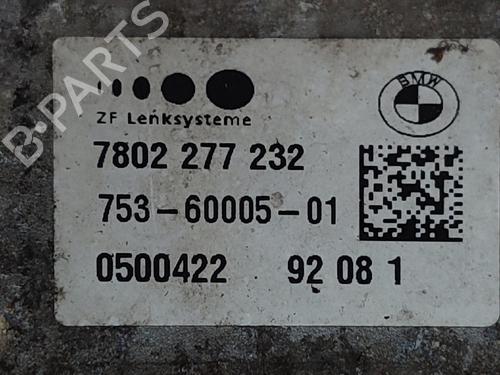 B-PARTS
ZF Lenksysteme
BMW
7802 277 232
753-60005-01
0500422 92 08 1